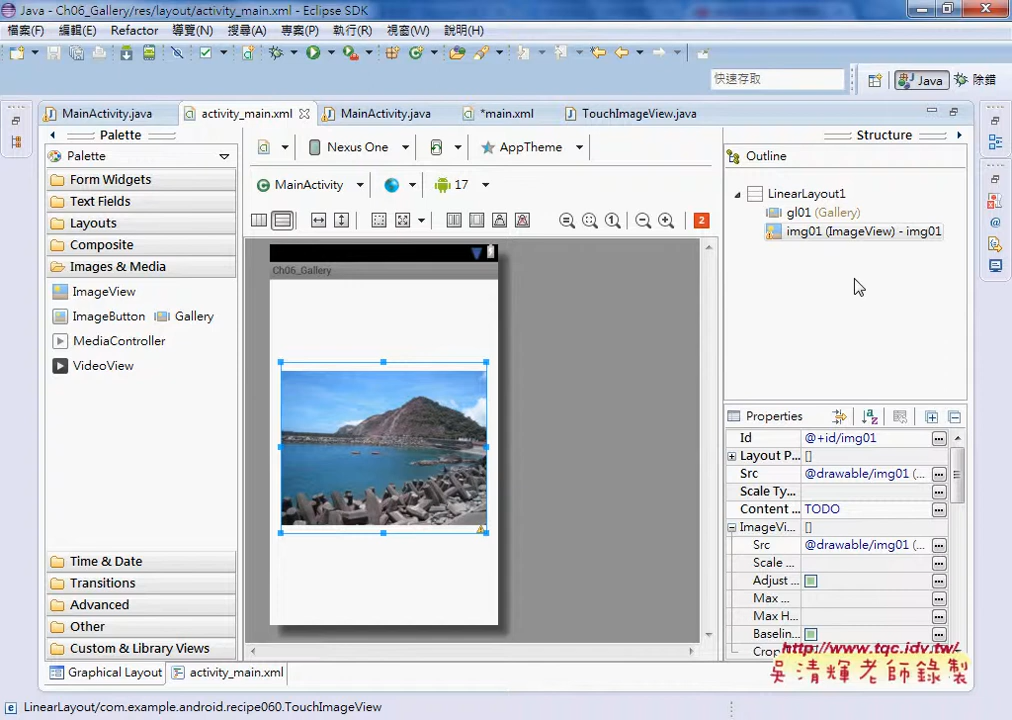 Java - Ch06_Gallery/res/layout/activity_main.xml - Eclipse SDK
檔案(F) 編輯(E) Refactor 導覽(N) 搜尋(A) 專案(P) 執行(R) 視窗(W) 說明(H)
快速存取
Java
除錯
MainActivity.java
activity_main.xml
MainActivity.java
*main.xml
TouchImageView.java
Palette
Palette
Form Widgets
Text Fields
Layouts
Composite
Images & Media
ImageView
ImageButton Gallery
MediaController
VideoView
Time & Date
Transitions
Advanced
Other
Custom & Library Views
Nexus One
AppTheme
MainActivity
17
1
2
Ch06_Gallery
Structure
Outline
LinearLayout1
gl01 (Gallery)
img01 (ImageView) - img01
Properties
Id @+id/img01
Layout P... []
Src @drawable/img01 (...
Scale Ty...
Content ... TODO
ImageVi... []
Src @drawable/img01 (...
Scale ...
Adjust ...
Max ...
Max H...
Baselin...
http://www.tqc.idv.tw/
吳清輝老師錄製
Graphical Layout
activity_main.xml
LinearLayout/com.example.android.recipe060.TouchImageView